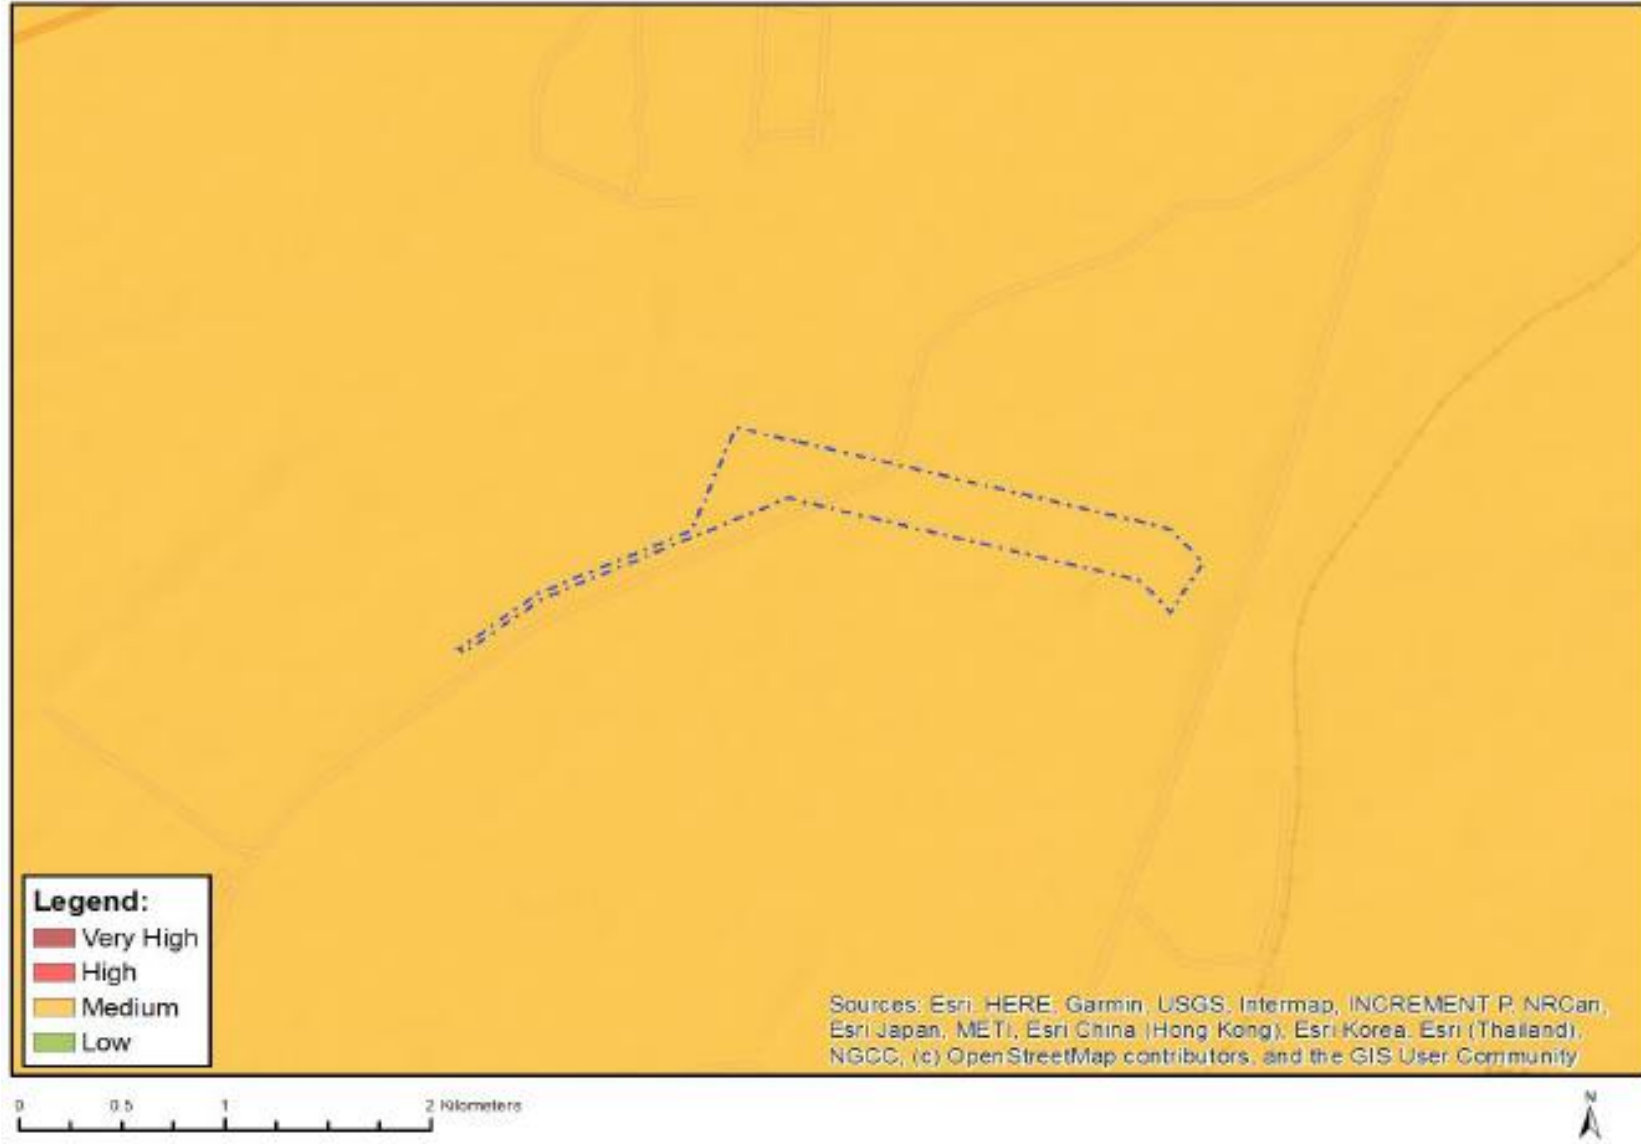 Legend:
Very High
High
Medium
Low
Sources: Esri, HERE, Garmin, USGS, Intermap, INCREMENT P, NRCan,
Esri Japan, METI, Esri China (Hong Kong), Esri Korea, Esri (Thailand),
NGCC, (c) OpenStreetMap contributors, and the GIS User Community
0 0.5 1 2 Kilometers
N